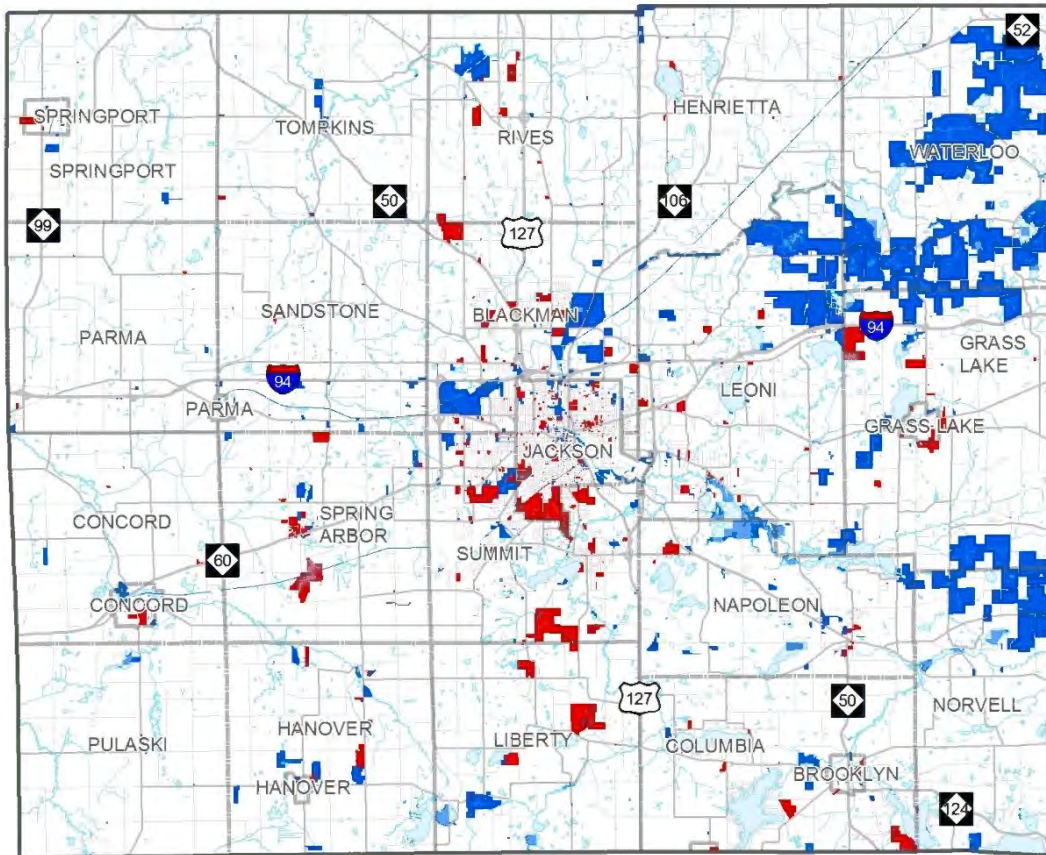 52
HENRIETTA
SPRINGPORT
TOMPKINS
RIVES
WATERLOO
SPRINGPORT
50
106
99
127
SANDSTONE
BLACKMAN
94
PARMA
GRASS
LAKE
94
LEONI
PARMA
GRASS LAKE
JACKSON
CONCORD
SPRING
ARBOR
SUMMIT
60
CONCORD
NAPOLEON
127
50
NORVELL
HANOVER
PULASKI
LIBERTY
COLUMBIA
BROOKLYN
HANOVER
124